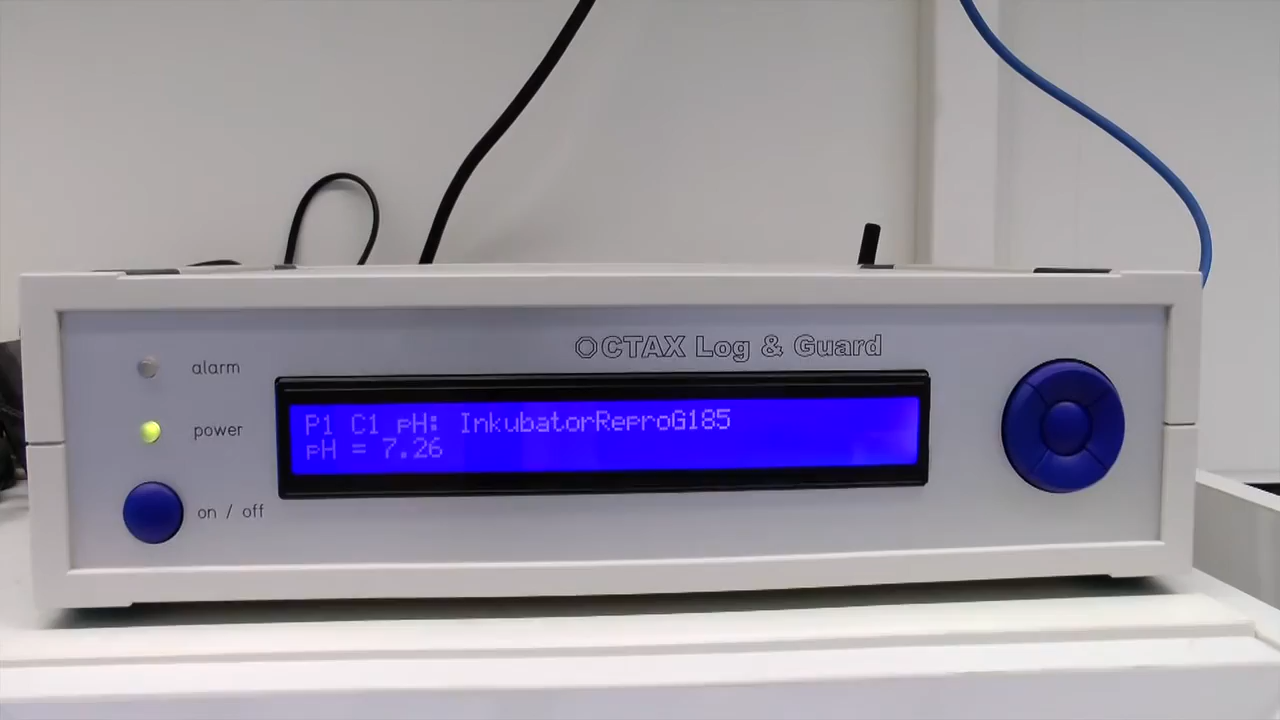 OCTAX Log & Guard
alarm
P1 C1 pH: InkubatorReproG185
power
pH = 7.26
on / off